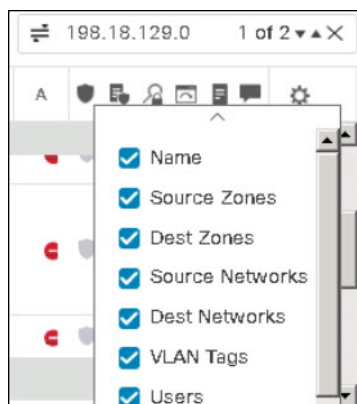 198.18.129.0 1 of 2
A
Name
Source Zones
Dest Zones
Source Networks
Dest Networks
VLAN Tags
Users